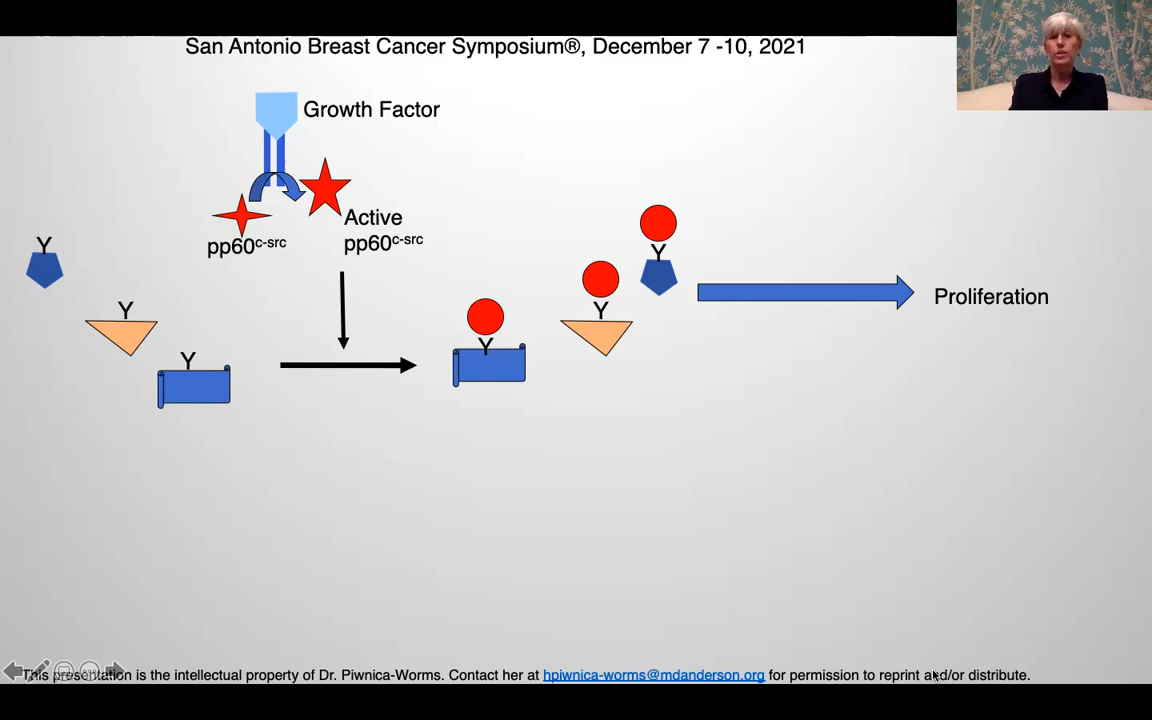 San Antonio Breast Cancer Symposium®, December 7 -10, 2021
Growth Factor
Active
pp60c-src
pp60c-src
Y
Y
Y
Y
Y
Y
Proliferation
This presentation is the intellectual property of Dr. Piwnica-Worms. Contact her at hpiwnica-worms@mdanderson.org for permission to reprint and/or distribute.